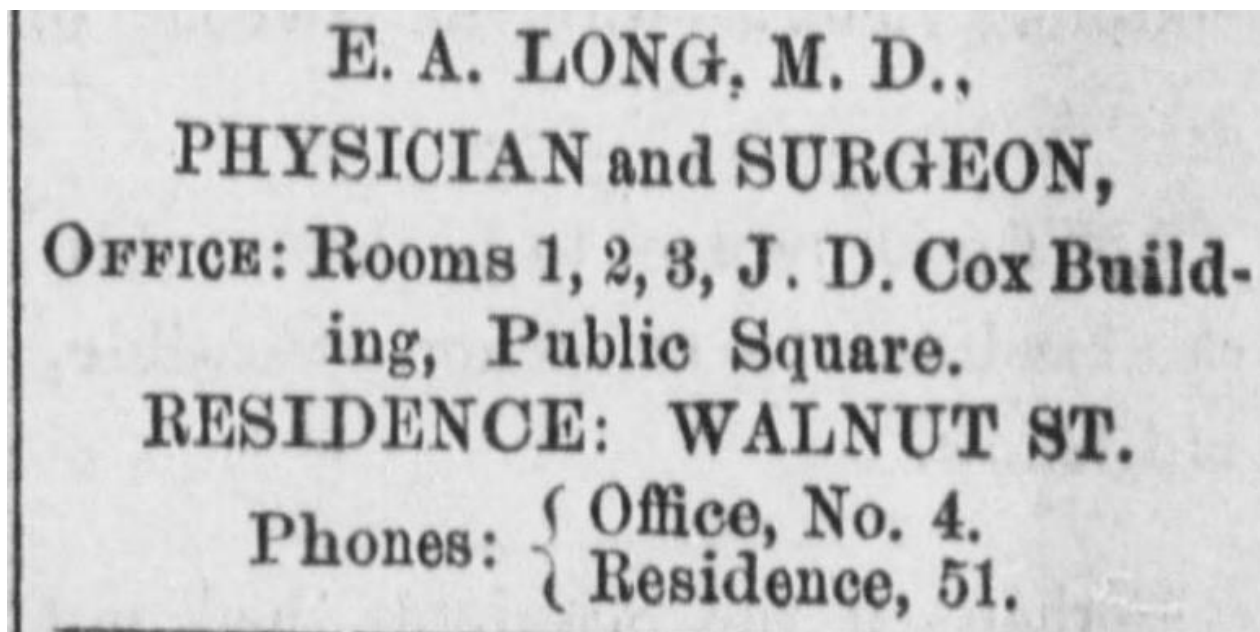 E. A. LONG, M. D.,
PHYSICIAN and SURGEON,
OFFICE: Rooms 1, 2, 3, J. D. Cox Build-
ing, Public Square.
RESIDENCE: WALNUT ST.
Phones: { Office, No. 4.
Residence, 51.